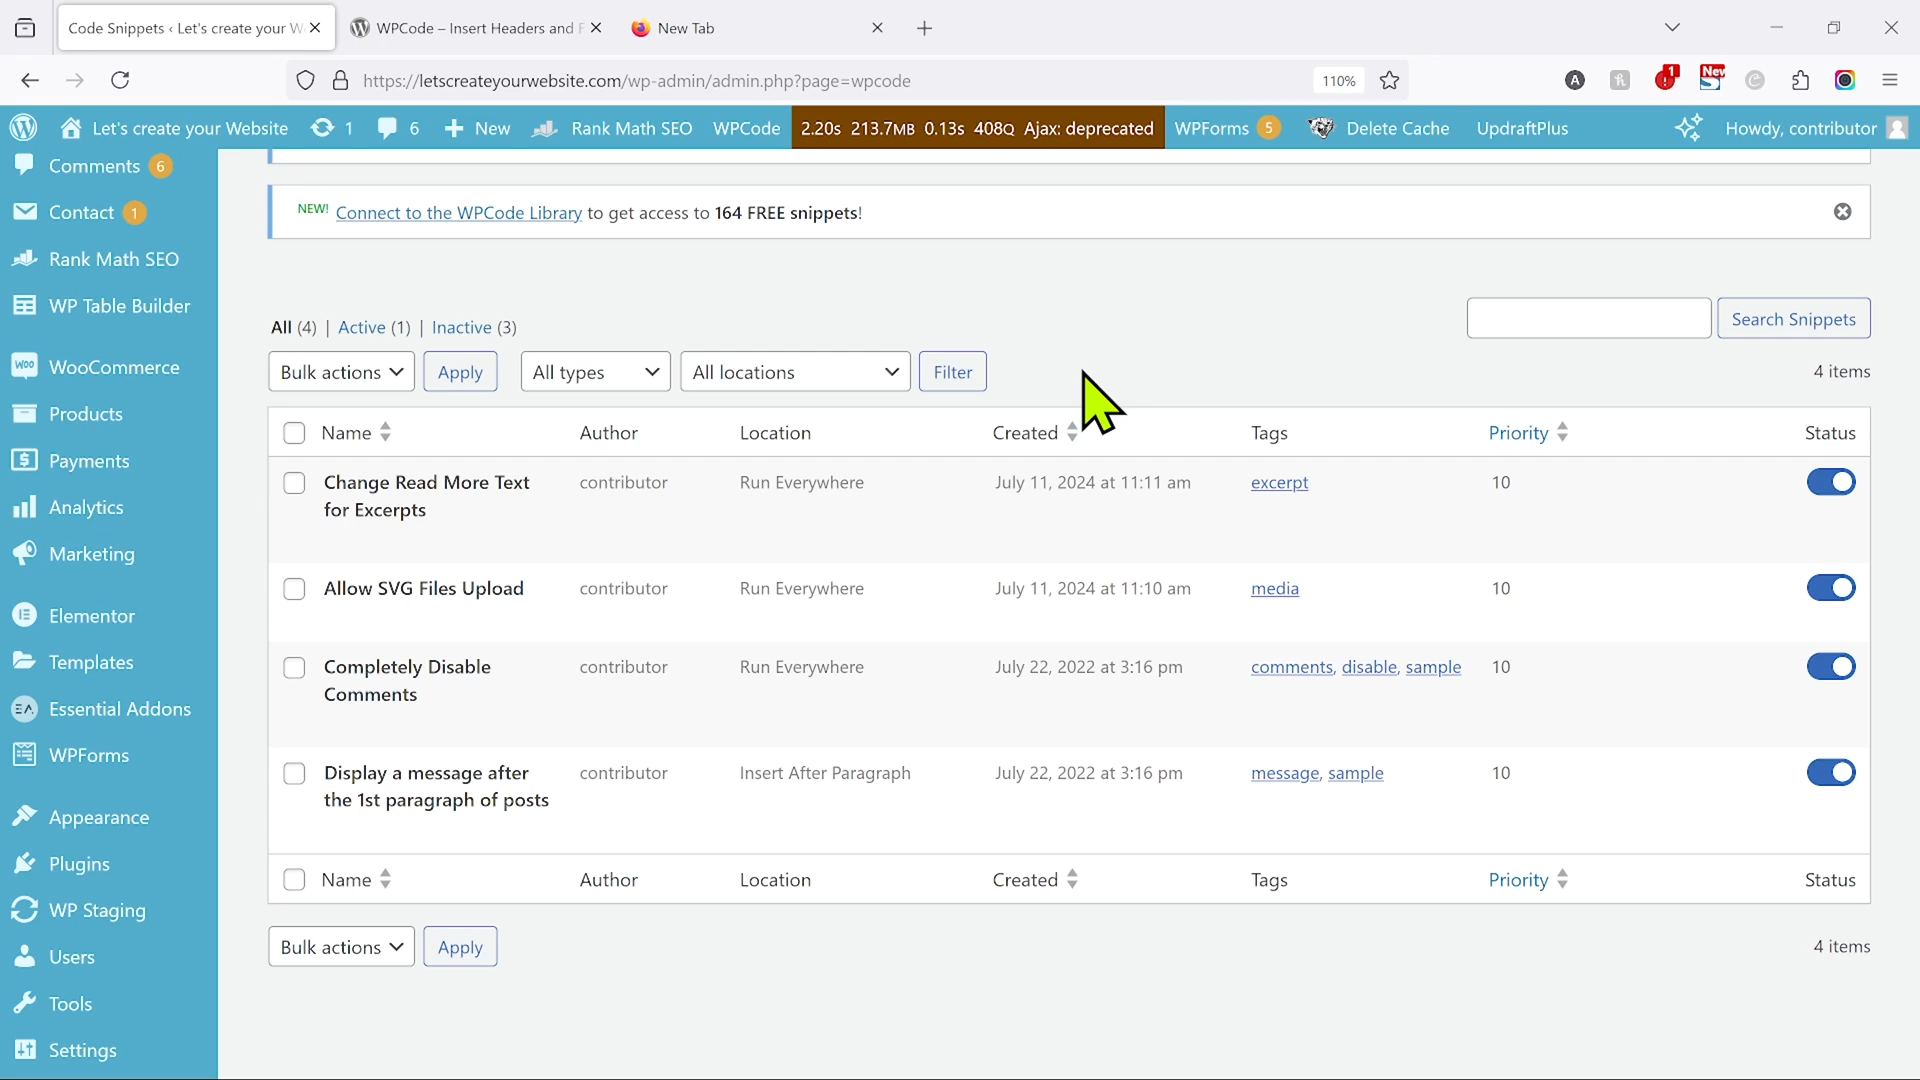 Code Snippets ‹ Let's create your W
WPCode – Insert Headers and F
New Tab
https://letscreateyourwebsite.com/wp-admin/admin.php?page=wpcode
110%
A
1
New
Let's create your Website
1
6
New
Rank Math SEO
WPCode
2.20s 213.7MB 0.13s 408Q Ajax: deprecated
WPForms 5
Delete Cache
UpdraftPlus
Howdy, contributor
Comments 6
Contact 1
Rank Math SEO
WP Table Builder
WOO WooCommerce
Products
Payments
Analytics
Marketing
Elementor
Templates
EA Essential Addons
WPForms
Appearance
Plugins
WP Staging
Users
Tools
Settings
NEW! Connect to the WPCode Library to get access to 164 FREE snippets!
All (4) | Active (1) | Inactive (3)
Search Snippets
Bulk actions Apply All types All locations Filter
4 items
Name Author Location Created Tags Priority Status
Change Read More Text
for Excerpts
contributor Run Everywhere July 11, 2024 at 11:11 am excerpt 10
Allow SVG Files Upload contributor Run Everywhere July 11, 2024 at 11:10 am media 10
Completely Disable
Comments
contributor Run Everywhere July 22, 2022 at 3:16 pm comments, disable, sample 10
Display a message after
the 1st paragraph of posts
contributor Insert After Paragraph July 22, 2022 at 3:16 pm message, sample 10
Name Author Location Created Tags Priority Status
Bulk actions Apply
4 items